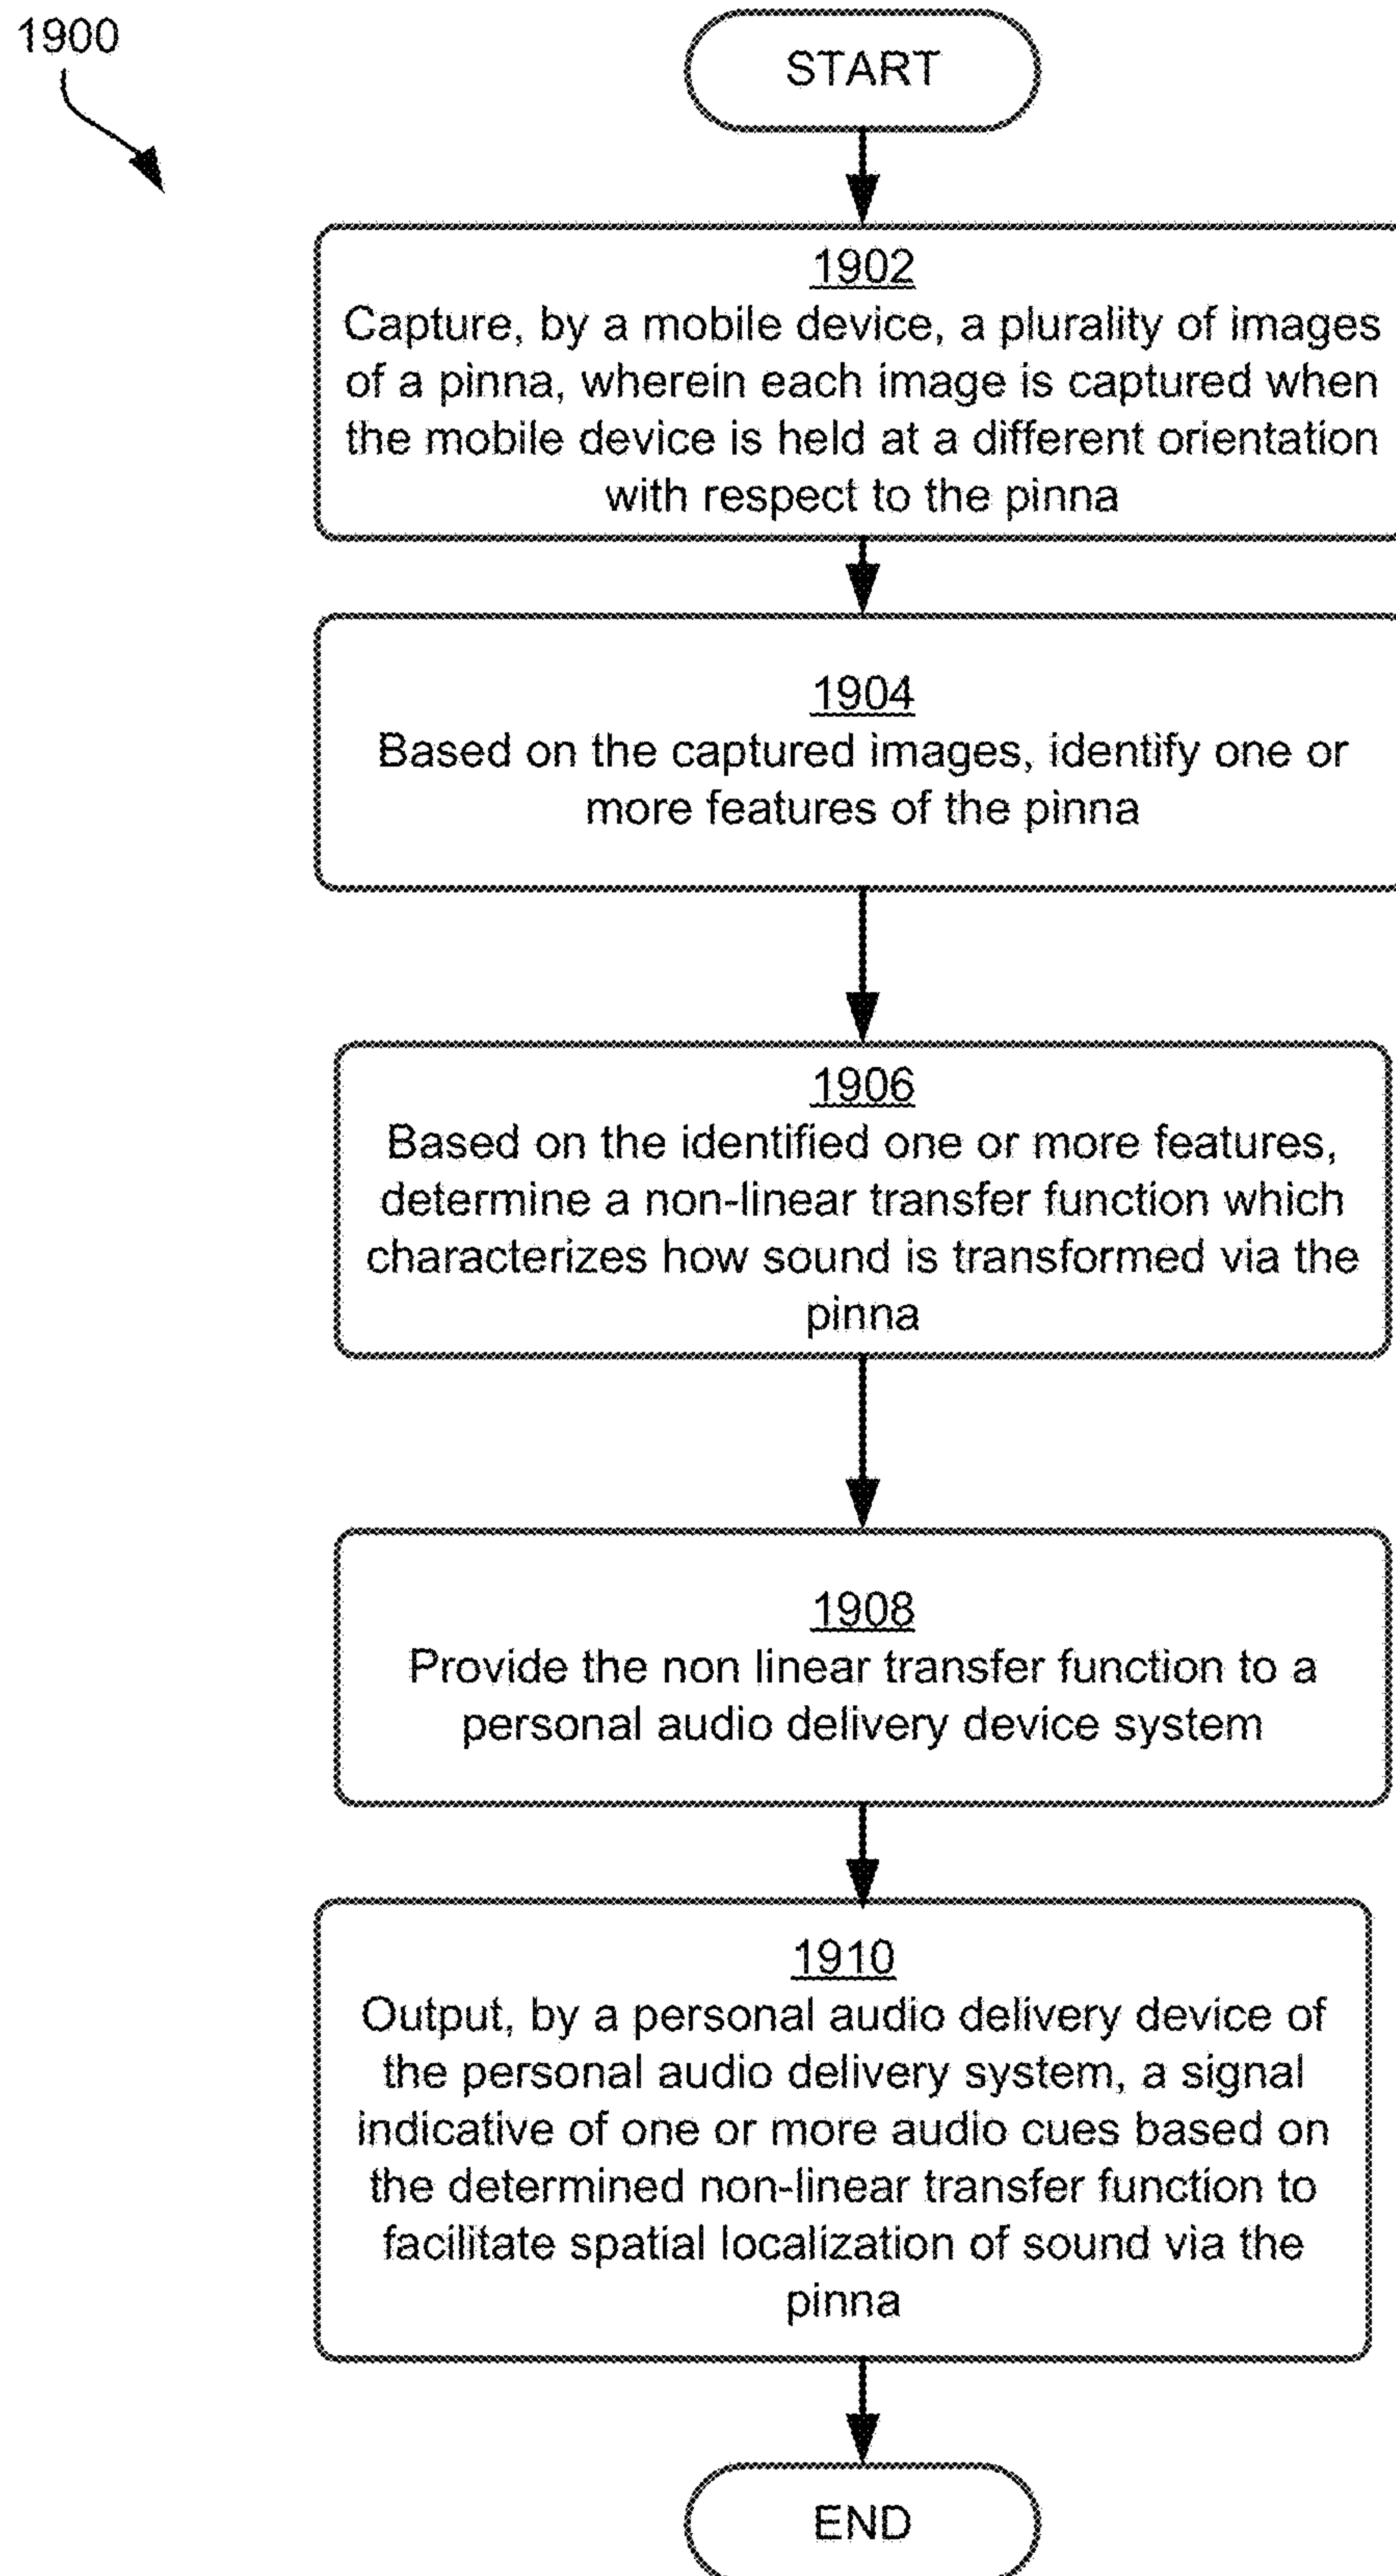 1900
START
1902
Capture, by a mobile device, a plurality of images
of a pinna, wherein each image is captured when
the mobile device is held at a different orientation
with respect to the pinna
1904
Based on the captured images, identify one or
more features of the pinna
1906
Based on the identified one or more features,
determine a non-linear transfer function which
characterizes how sound is transformed via the
pinna
1908
Provide the non linear transfer function to a
personal audio delivery device system
1910
Output, by a personal audio delivery device of
the personal audio delivery system, a signal
indicative of one or more audio cues based on
the determined non-linear transfer function to
facilitate spatial localization of sound via the
pinna
END